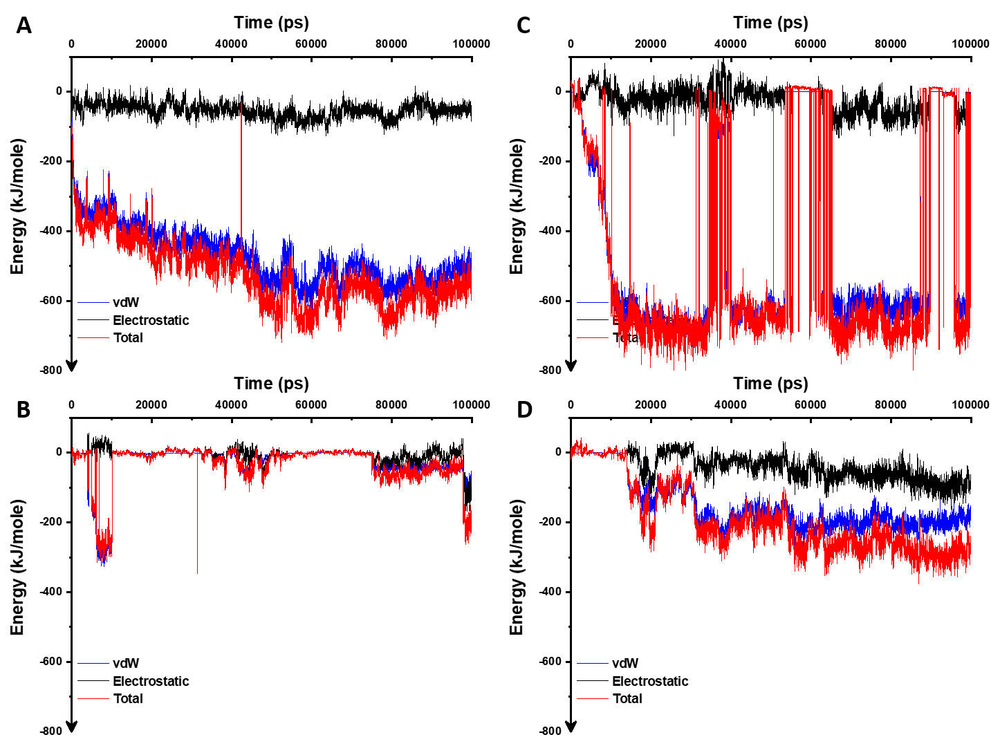 A
Time (ps)
0 20000 40000 60000 80000 100000
0
-200
-400
-600
-800
Energy (kJ/mole)
vdW
Electrostatic
Total
C
Time (ps)
0 20000 40000 60000 80000 100000
0
-200
-400
-600
-800
Energy (kJ/mole)
Total
B
Time (ps)
0 20000 40000 60000 80000 100000
0
-200
-400
-600
-800
Energy (kJ/mole)
vdW
Electrostatic
Total
D
Time (ps)
0 20000 40000 60000 80000 100000
0
-200
-400
-600
-800
Energy (kJ/mole)
vdW
Electrostatic
Total